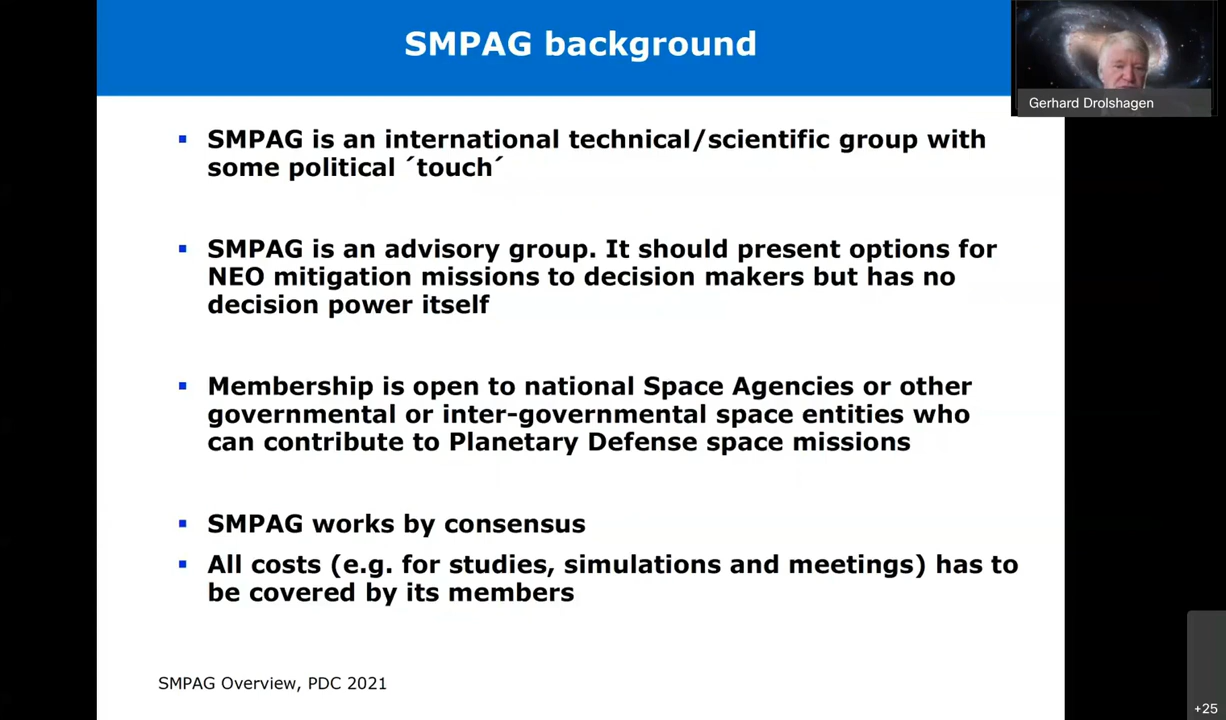 SMPAG background
Gerhard Drolshagen
▪ SMPAG is an international technical/scientific group with
some political ´touch´
▪ SMPAG is an advisory group. It should present options for
NEO mitigation missions to decision makers but has no
decision power itself
▪ Membership is open to national Space Agencies or other
governmental or inter-governmental space entities who
can contribute to Planetary Defense space missions
▪ SMPAG works by consensus
▪ All costs (e.g. for studies, simulations and meetings) has to
be covered by its members
SMPAG Overview, PDC 2021
+25